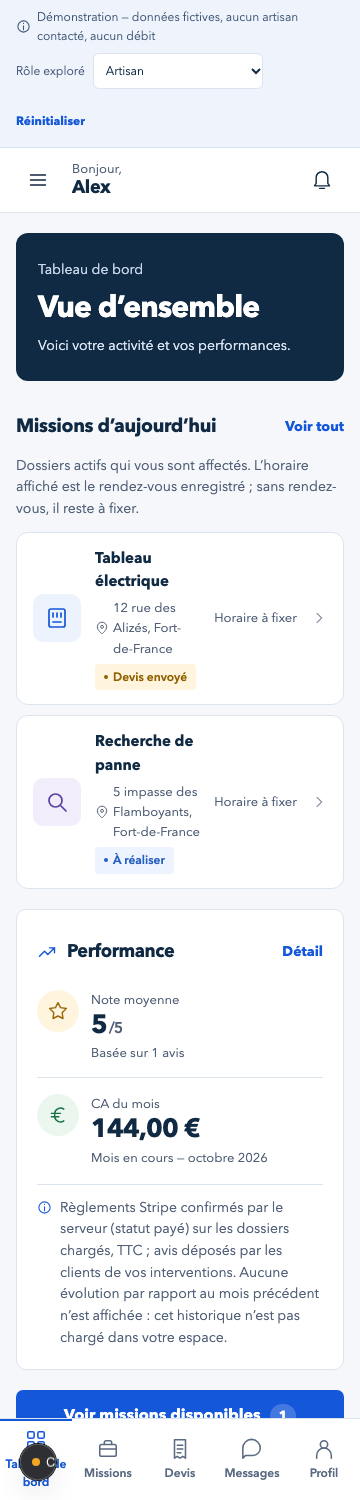 Démonstration — données fictives, aucun artisan
contacté, aucun débit
Rôle exploré
Artisan
Réinitialiser
Bonjour,
Alex
Tableau de bord
Vue d’ensemble
Voici votre activité et vos performances.
Missions d’aujourd’hui
Voir tout
Dossiers actifs qui vous sont affectés. L’horaire
affiché est le rendez-vous enregistré ; sans rendez-
vous, il reste à fixer.
Tableau
électrique
12 rue des
Alizés, Fort-
de-France
Horaire à fixer
• Devis envoyé
Recherche de
panne
5 impasse des
Flamboyants,
Fort-de-France
Horaire à fixer
• À réaliser
Performance
Détail
Note moyenne
5 /5
Basée sur 1 avis
CA du mois
144,00 €
Mois en cours — octobre 2026
Règlements Stripe confirmés par le
serveur (statut payé) sur les dossiers
chargés, TTC ; avis déposés par les
clients de vos interventions. Aucune
évolution par rapport au mois précédent
n’est affichée : cet historique n’est pas
chargé dans votre espace.
Voir missions disponibles 1
bord
Missions
Devis
Messages
Profil